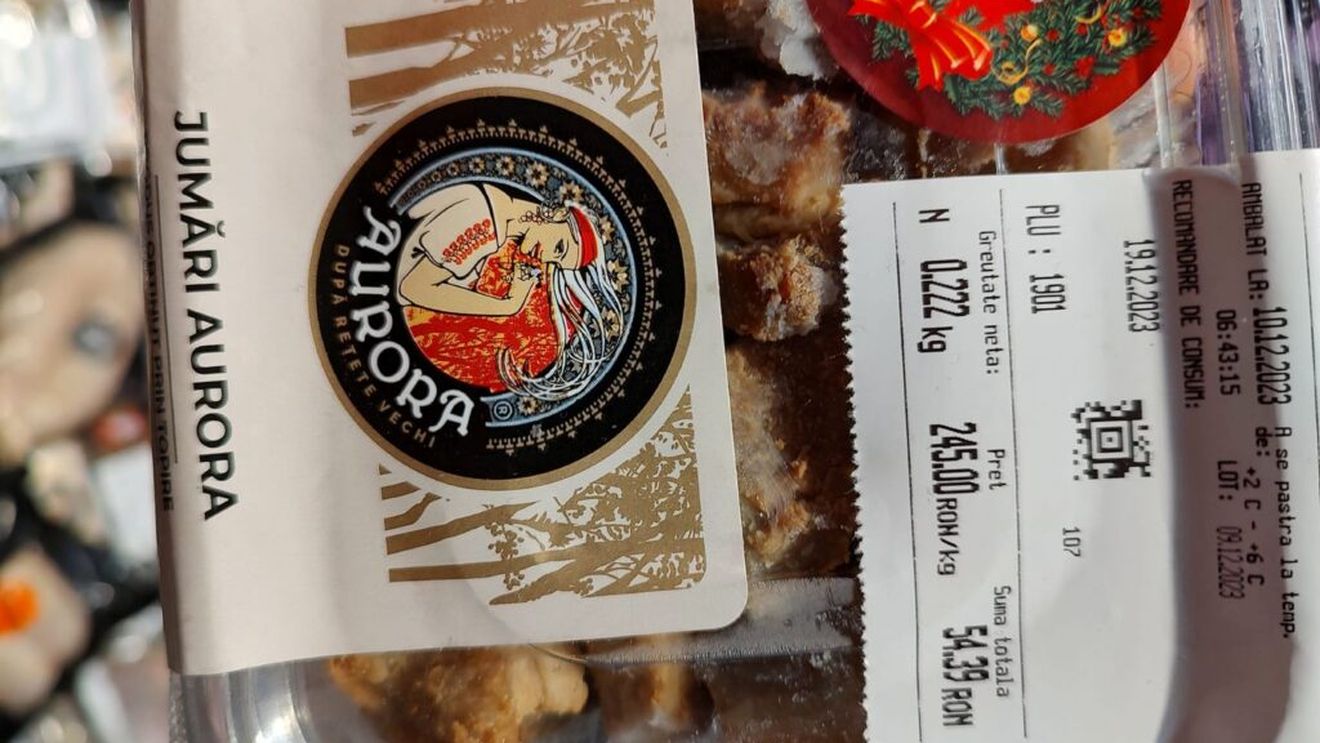 JUMĂRI AURORA
PRIN TOPIRE
AURORA
DUPĂ REȚETE VECHI
®
AMBALAT LA: 10.12.2023 A se pastra la temp.
06:43:15 de: +2 C - +6 C
LOT: 09.12.2023
RECOMANDARE DE CONSUM:
19.12.2023
107
PLU : 1901
Greutate neta: Pret Suma totala
N 0.222 kg 245.00 RON/kg 54.39 RON